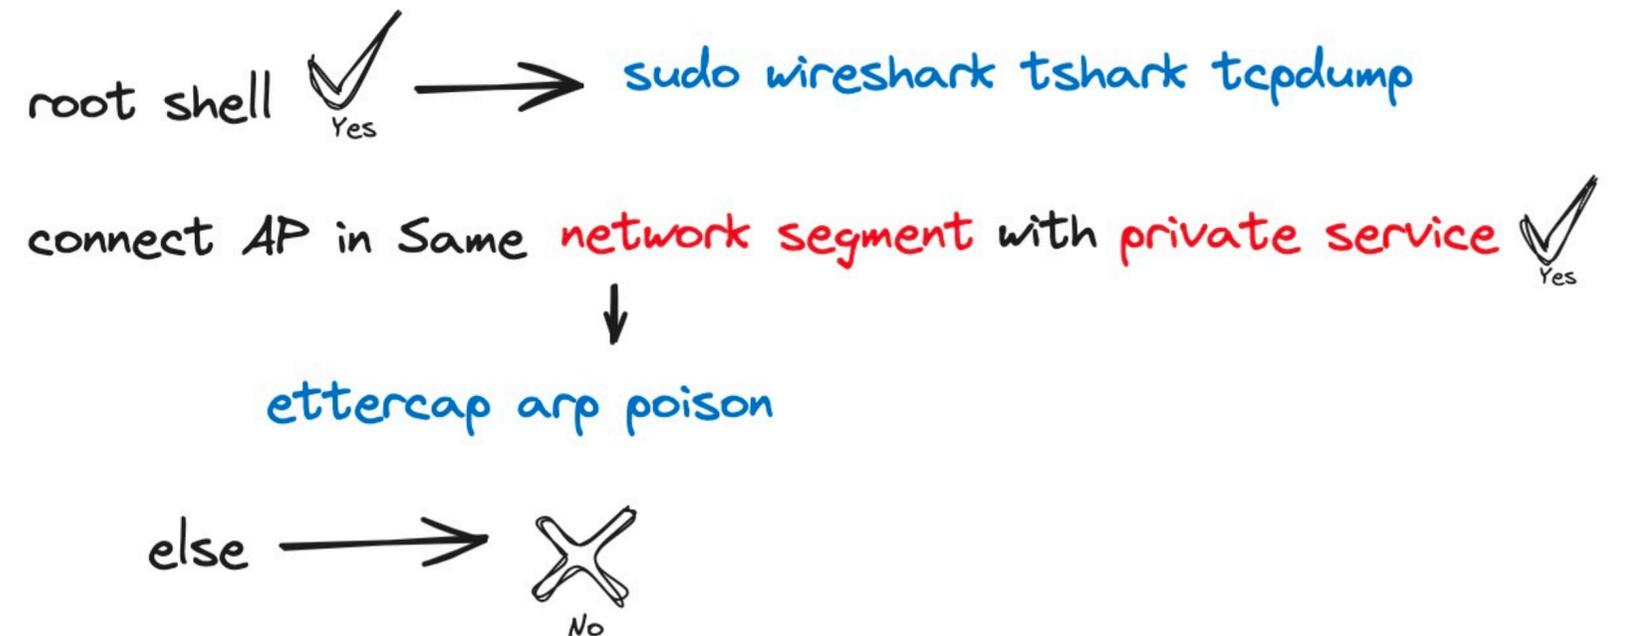 root shell Yes sudo wireshark tshark tcpdump
connect AP in Same network segment with private service Yes
ettercap arp poison
else No